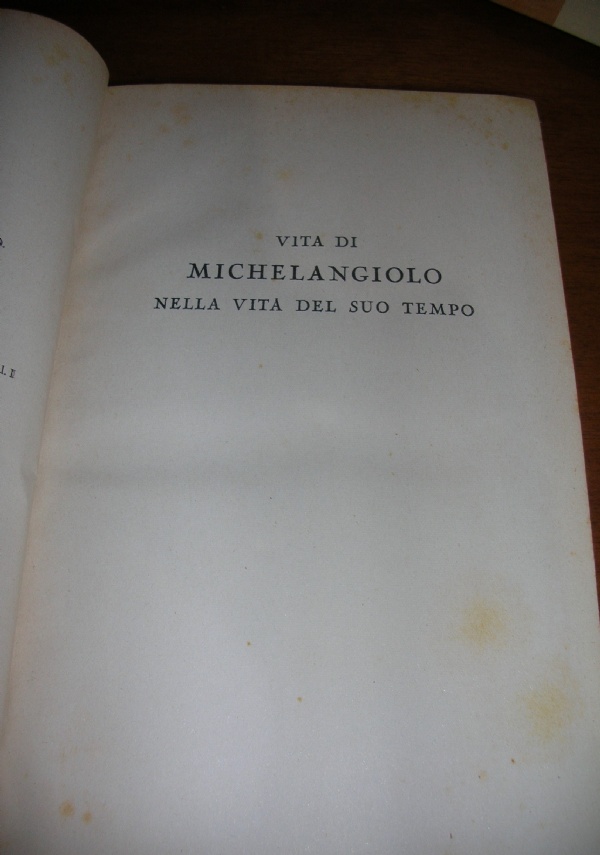 VITA DI
MICHELANGIOLO
NELLA VITA DEL SUO TEMPO